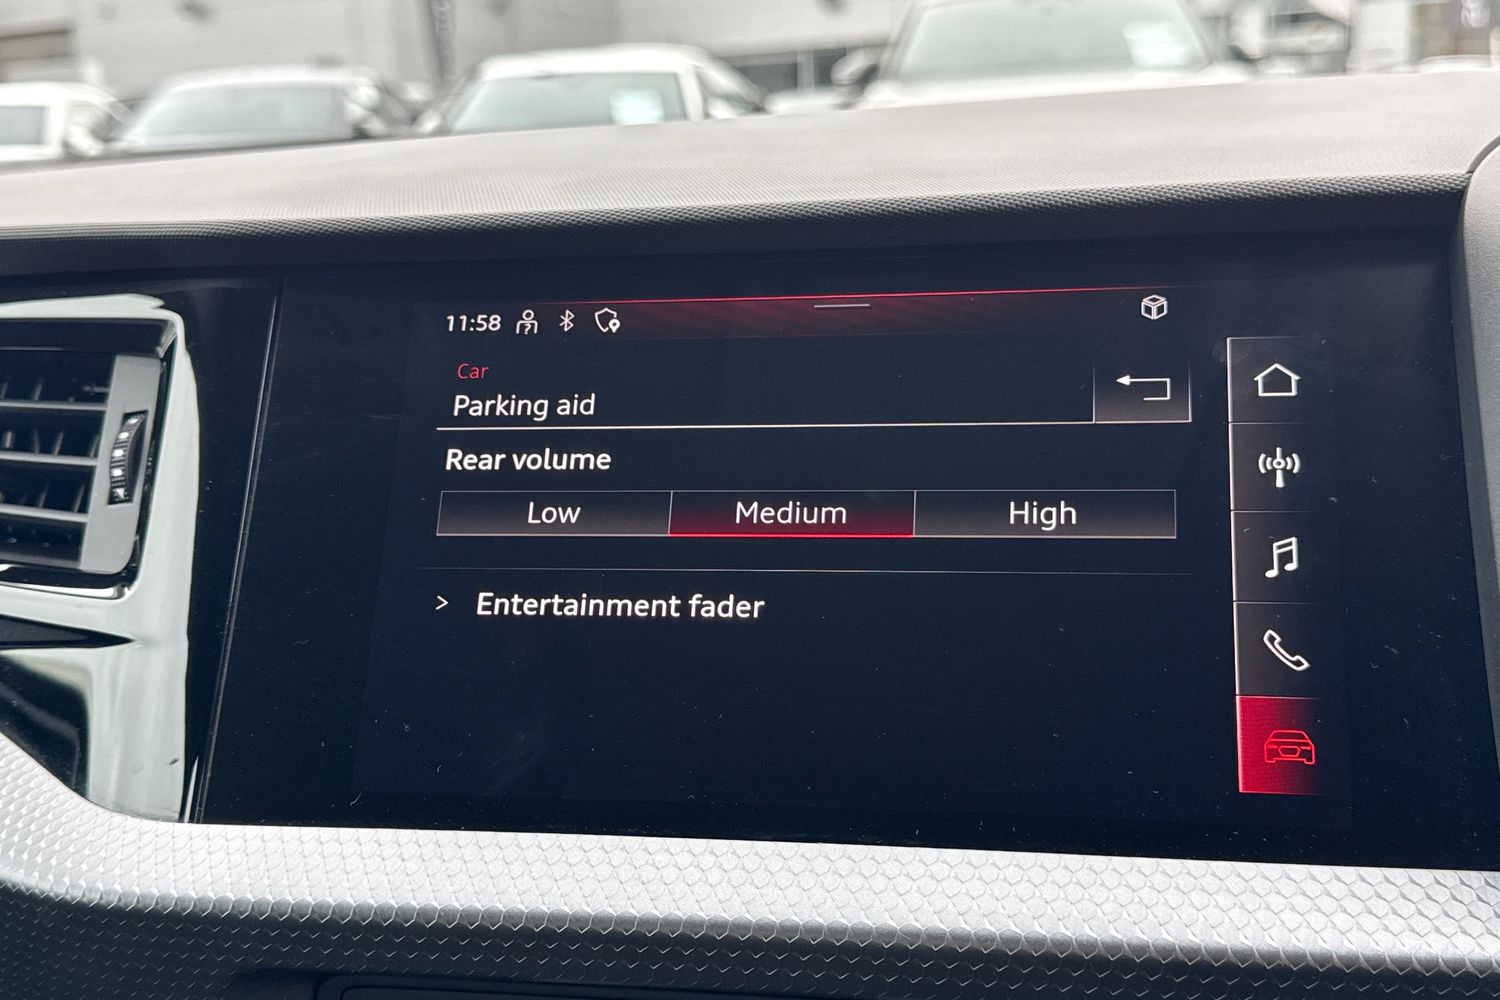 11:58
Car
Parking aid
Rear volume
Low Medium High
> Entertainment fader